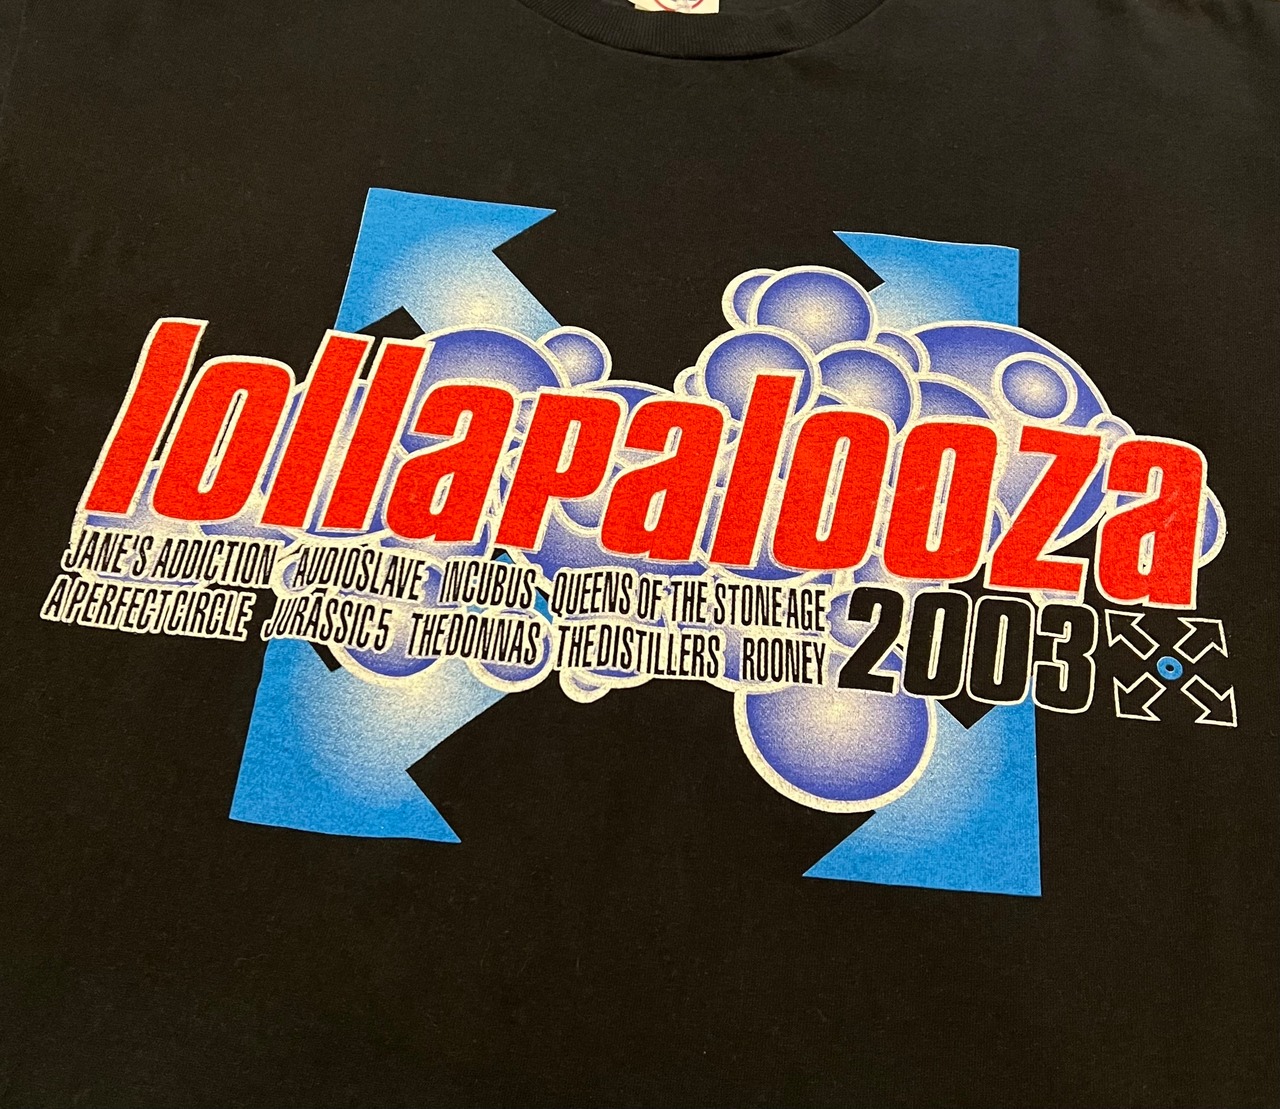 lollapalooza
JANE'S ADDICTION AUDIOSLAVE INCUBUS QUEENS OF THE STONE AGE
A PERFECT CIRCLE JURASSIC 5 THE DONNAS THE DISTILLERS ROONEY
2003